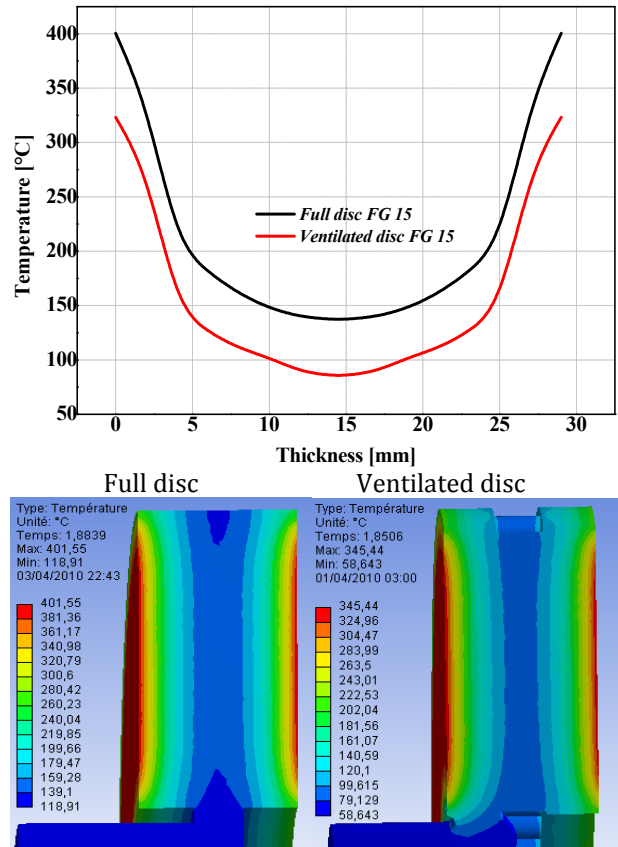 400
350
300
250
200
150
100
50
Temperature [°C]
Full disc FG 15
Ventilated disc FG 15
0 5 10 15 20 25 30
Thickness [mm]
Full disc
Type: Température
Unité: °C
Temps: 1,8839
Max: 401,55
Min: 118,91
03/04/2010 22:43
401,55
381,36
361,17
340,98
320,79
300,6
280,42
260,23
240,04
219,85
199,66
179,47
159,28
139,1
118,91
Ventilated disc
Type: Température
Unité: °C
Temps: 1,8506
Max: 345,44
Min: 58,643
01/04/2010 03:00
345,44
324,96
304,47
283,99
263,5
243,01
222,53
202,04
181,56
161,07
140,59
120,1
99,615
79,129
58,643